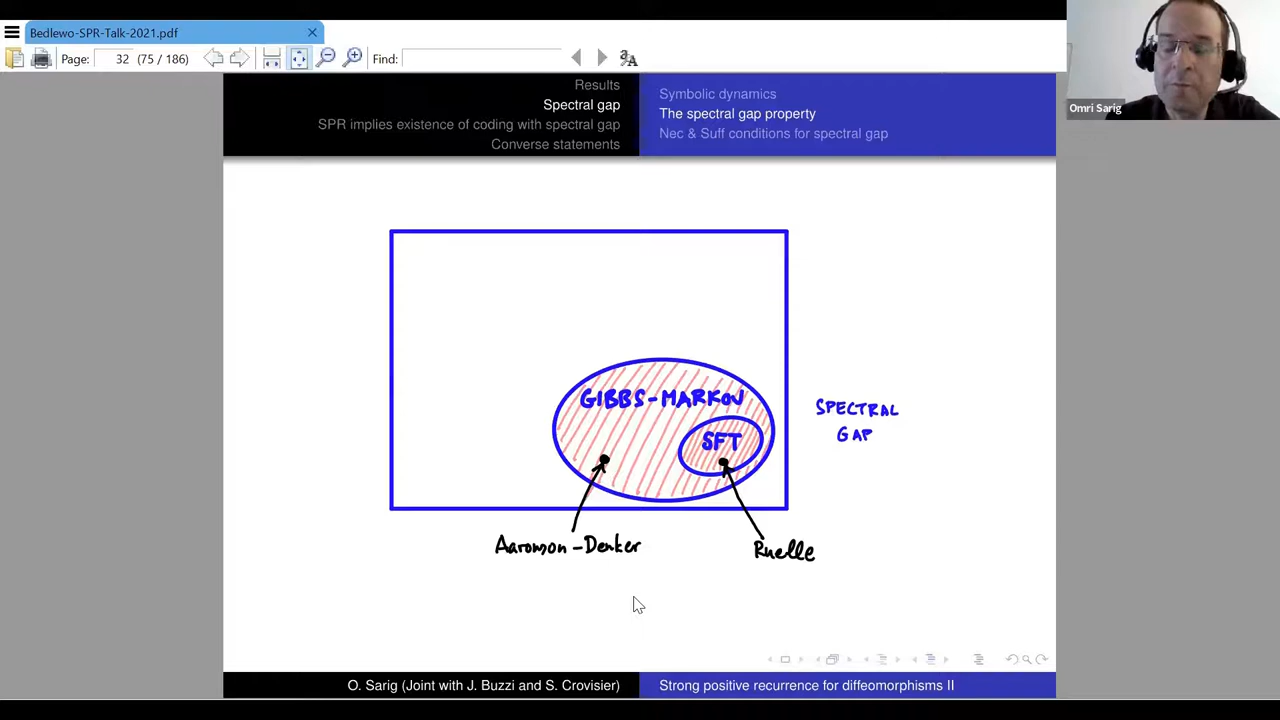 Bedlewo-SPR-Talk-2021.pdf
Page: 32 (75 / 186) Find:
Omri Sarig
Results
Spectral gap
SPR implies existence of coding with spectral gap
Converse statements
Symbolic dynamics
The spectral gap property
Nec & Suff conditions for spectral gap
GIBBS-MARKOV
SFT
SPECTRAL
GAP
Aaronson-Denker
Ruelle
O. Sarig (Joint with J. Buzzi and S. Crovisier)
Strong positive recurrence for diffeomorphisms II